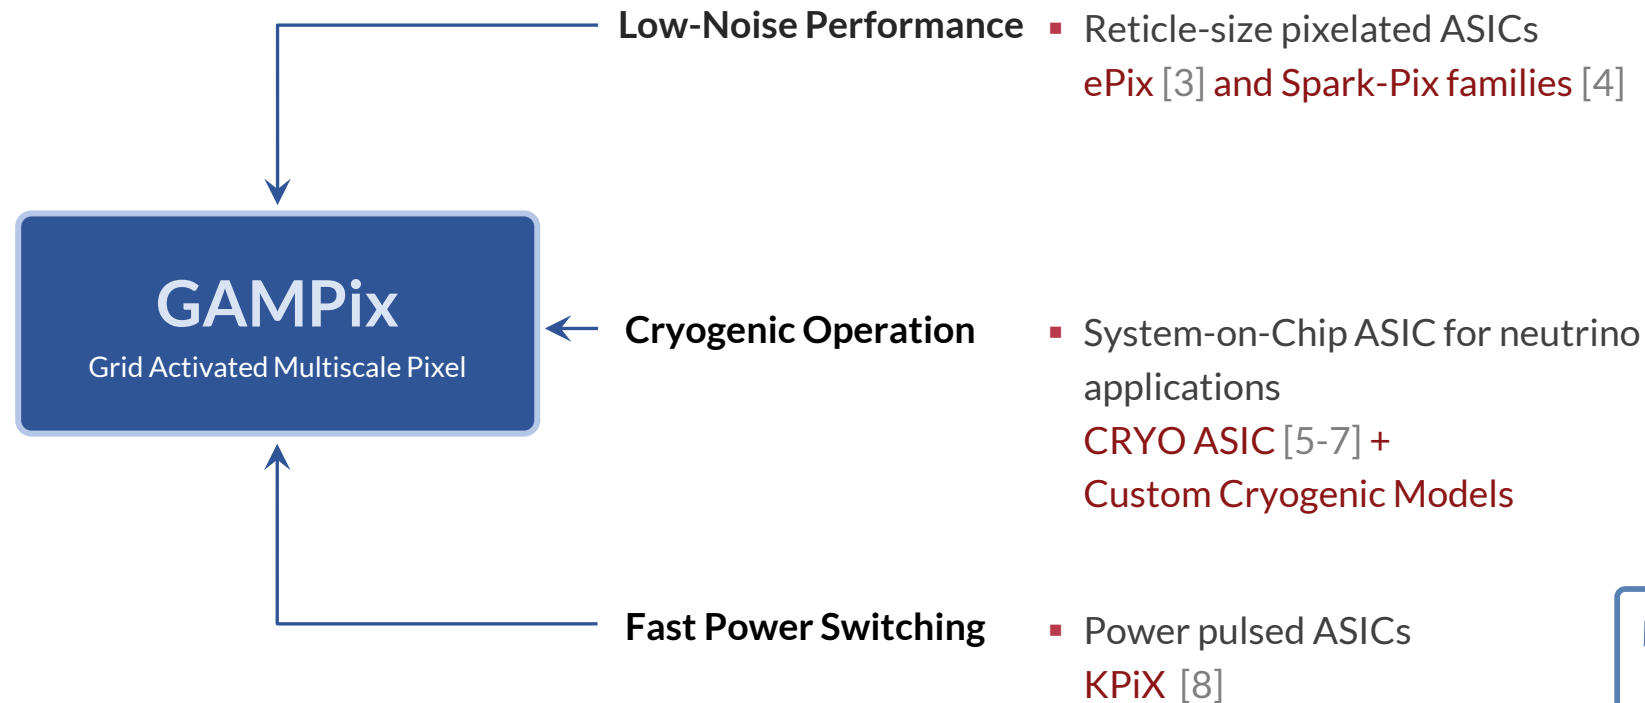 Low-Noise Performance
▪ Reticle-size pixelated ASICs
ePix [3] and Spark-Pix families [4]
GAMPix
Grid Activated Multiscale Pixel
Cryogenic Operation
▪ System-on-Chip ASIC for neutrino
applications
CRYO ASIC [5-7] +
Custom Cryogenic Models
Fast Power Switching
▪ Power pulsed ASICs
KPiX [8]